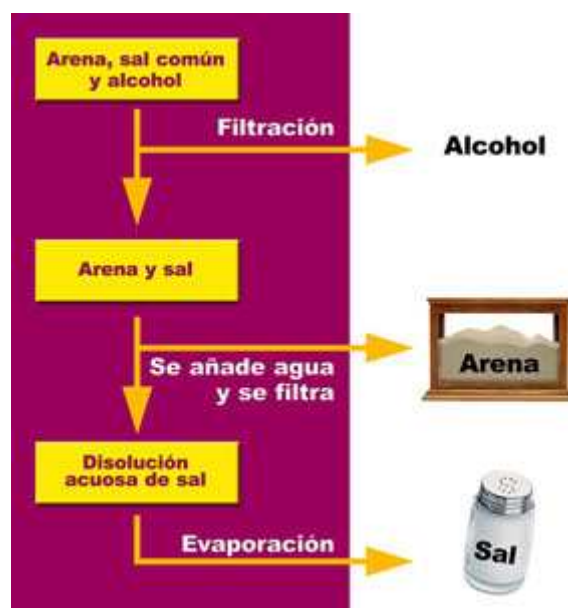 Arena, sal común
y alcohol
Filtración
Alcohol
Arena y sal
Se añade agua
y se filtra
Arena
Disolución
acuosa de sal
Evaporación
Sal